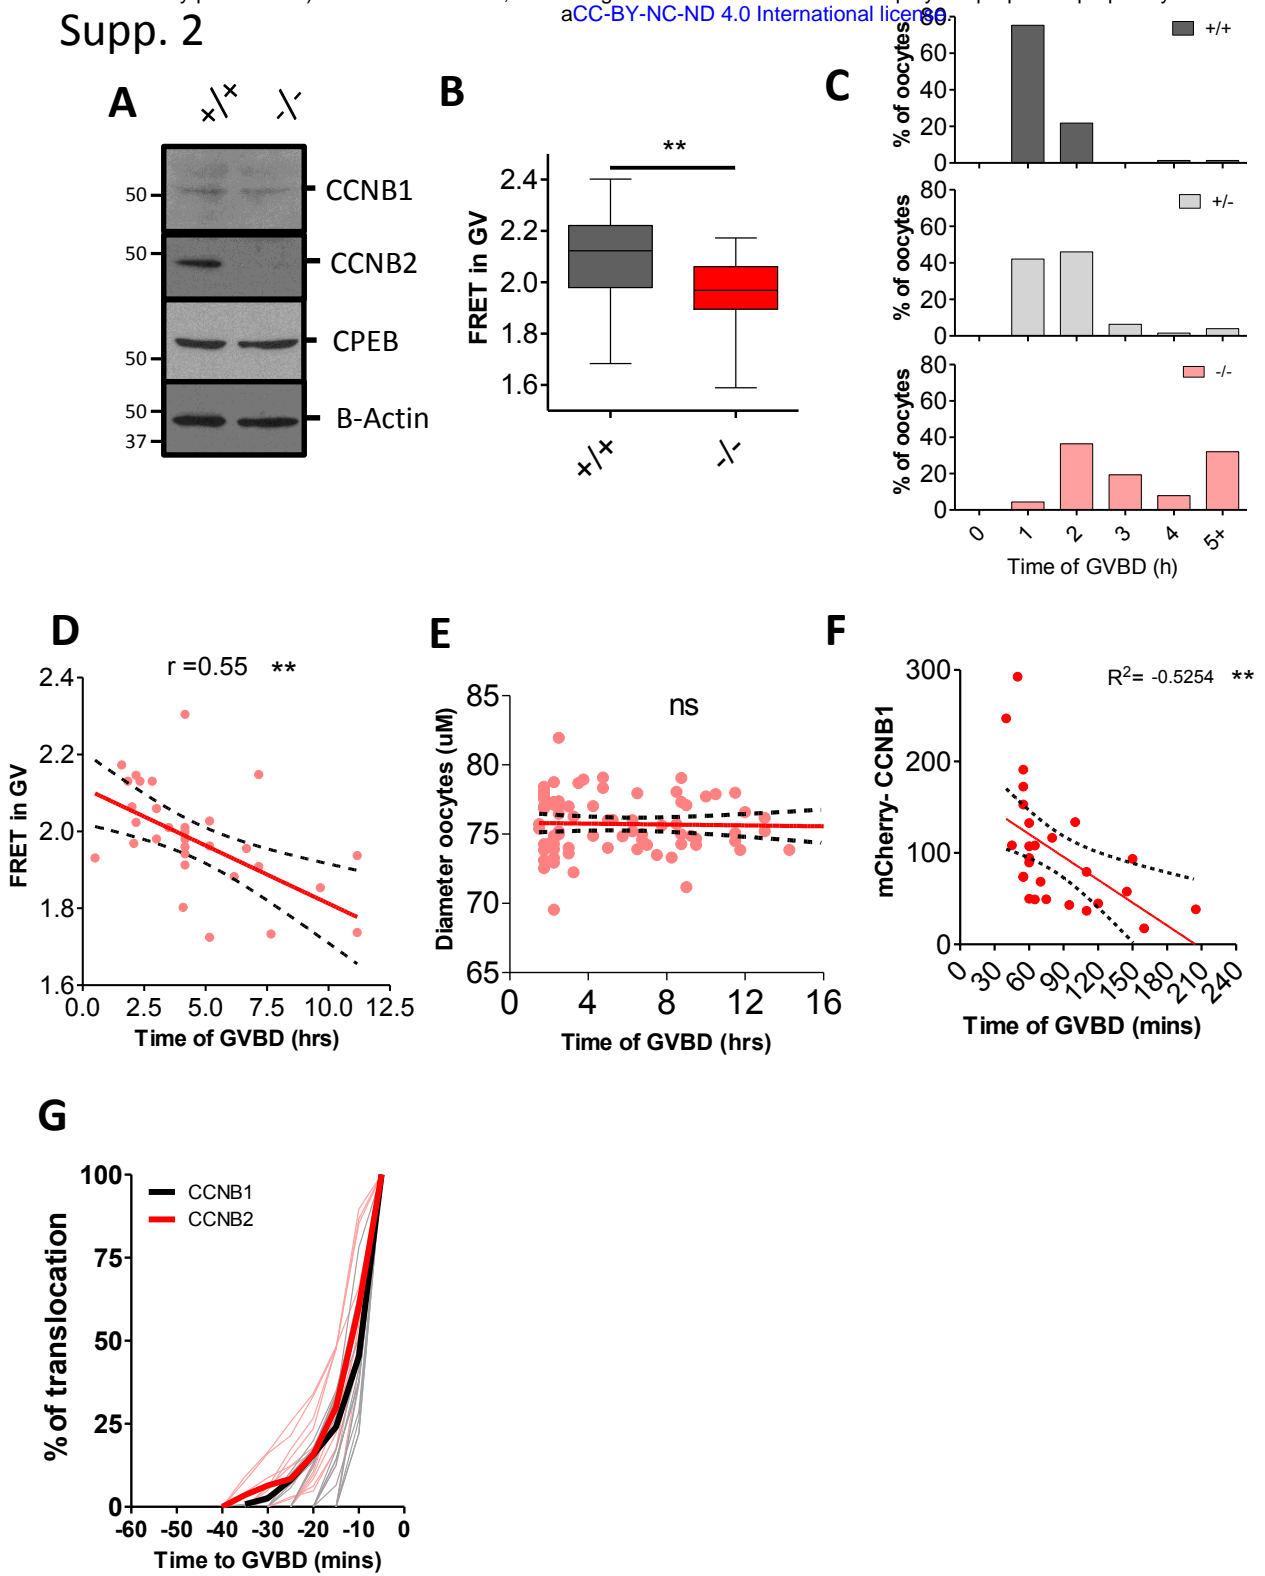 aCC-BY-NC-ND 4.0 International license.
Supp. 2
A
+/+
-/-
50
CCNB1
50
CCNB2
50
CPEB
50
37
B-Actin
B
**
FRET in GV
2.4
2.2
2.0
1.8
1.6
+/+
-/-
C
% of oocytes
80
60
40
20
0
+/+
% of oocytes
80
60
40
20
0
+/-
% of oocytes
80
60
40
20
0
-/-
0 1 2 3 4 5+
Time of GVBD (h)
D
r =0.55 **
FRET in GV
2.4
2.2
2.0
1.8
1.6
0.0 2.5 5.0 7.5 10.0 12.5
Time of GVBD (hrs)
E
ns
Diameter oocytes (uM)
85
80
75
70
65
0 4 8 12 16
Time of GVBD (hrs)
F
R2= -0.5254 **
mCherry- CCNB1
300
200
100
0
0 30 60 90 120 150 180 210 240
Time of GVBD (mins)
G
% of translocation
100
75
50
25
0
CCNB1
CCNB2
-60 -50 -40 -30 -20 -10 0
Time to GVBD (mins)